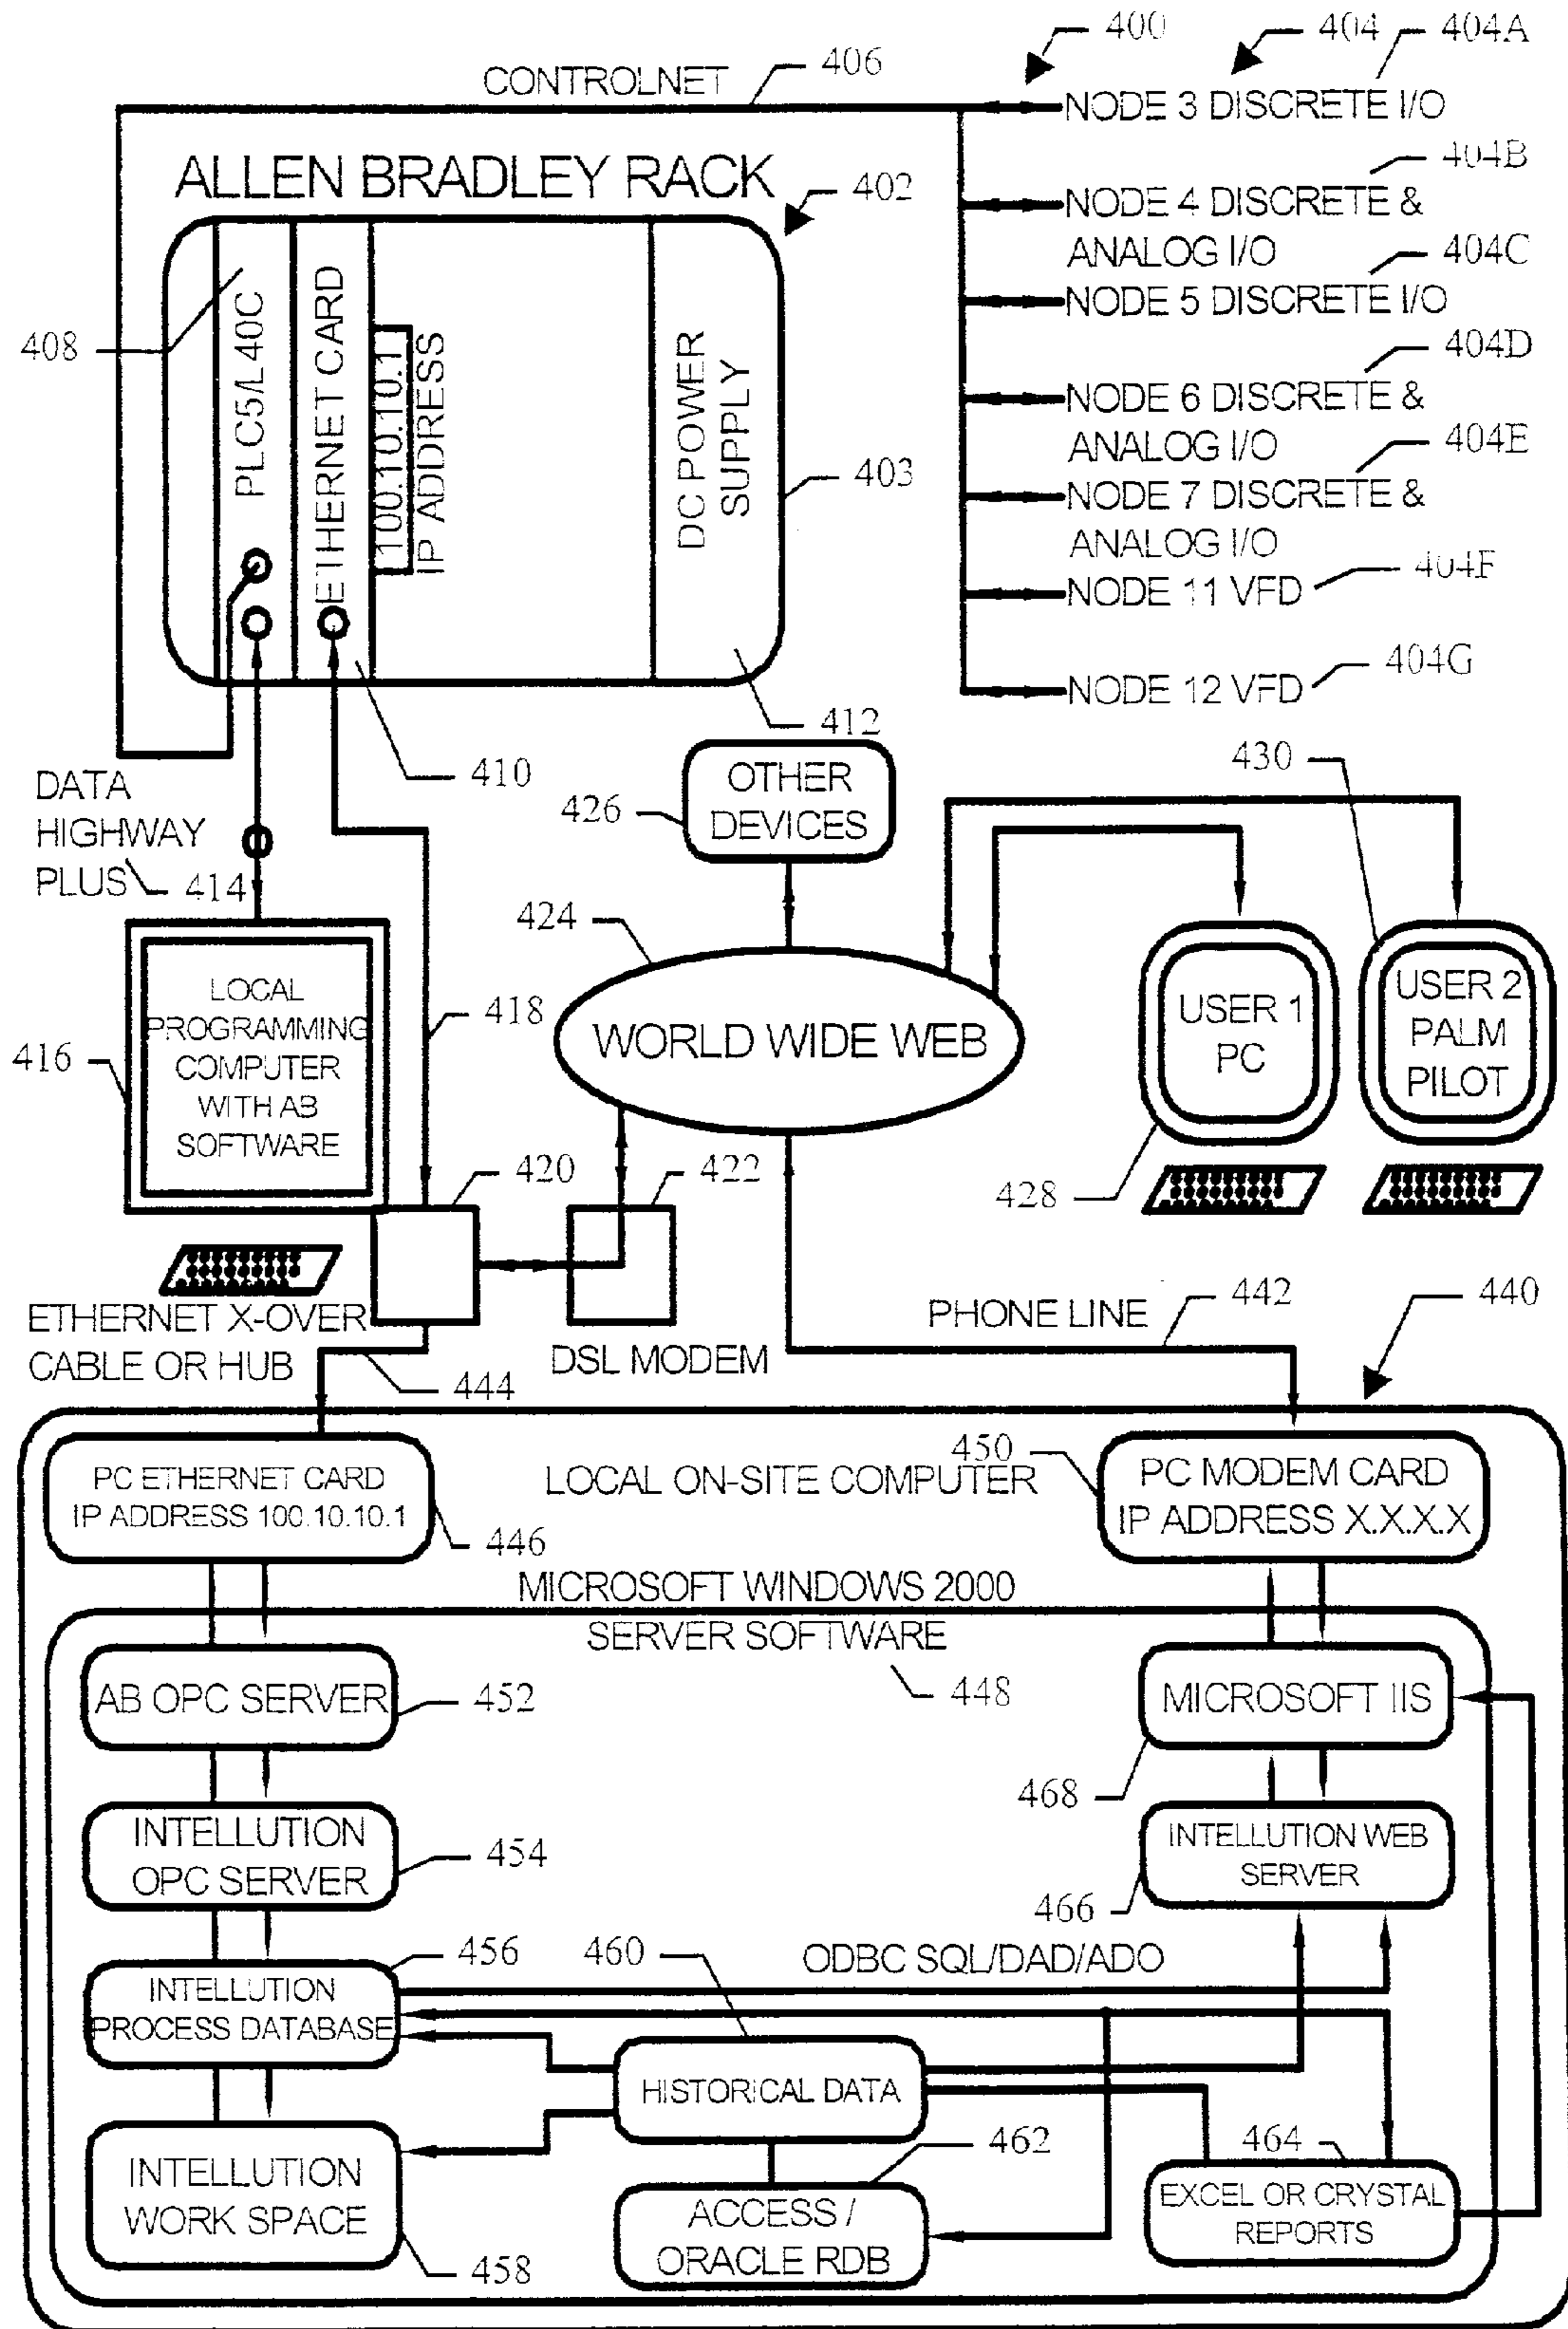 400
404
404A
CONTROLNET
406
NODE 3 DISCRETE I/O
ALLEN BRADLEY RACK
402
404B
NODE 4 DISCRETE &
ANALOG I/O
404C
NODE 5 DISCRETE I/O
408
PLC5/L40C
ETHERNET CARD
100.10.10.1
IP ADDRESS
DC POWER
SUPPLY
403
404D
NODE 6 DISCRETE &
ANALOG I/O
404E
NODE 7 DISCRETE &
ANALOG I/O
404F
NODE 11 VFD
404G
NODE 12 VFD
412
410
DATA
HIGHWAY
PLUS
414
OTHER
DEVICES
426
430
424
WORLD WIDE WEB
USER 1
PC
USER 2
PALM
PILOT
418
416
LOCAL
PROGRAMMING
COMPUTER
WITH AB
SOFTWARE
420
422
428
ETHERNET X-OVER
CABLE OR HUB
444
DSL MODEM
PHONE LINE
442
440
PC ETHERNET CARD
IP ADDRESS 100.10.10.1
446
LOCAL ON-SITE COMPUTER
450
PC MODEM CARD
IP ADDRESS X.X.X.X
MICROSOFT WINDOWS 2000
SERVER SOFTWARE
448
AB OPC SERVER
452
MICROSOFT IIS
468
INTELLUTION
OPC SERVER
454
INTELLUTION WEB
SERVER
466
456
460
ODBC SQL/DAD/ADO
INTELLUTION
PROCESS DATABASE
HISTORICAL DATA
462
464
INTELLUTION
WORK SPACE
458
ACCESS /
ORACLE RDB
EXCEL OR CRYSTAL
REPORTS